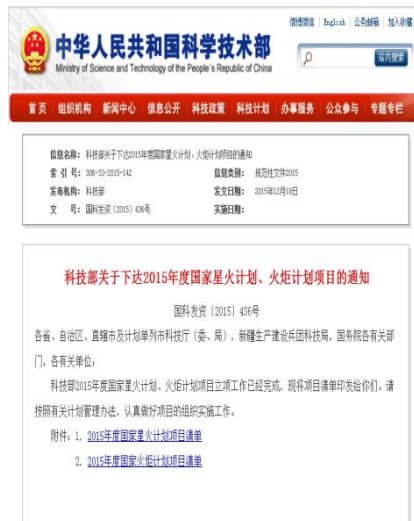 微博微信 | English | 公务邮箱 | 加入收藏
中华人民共和国科学技术部
Ministry of Science and Technology of the People's Republic of China
站内搜索
首页 组织机构 新闻中心 信息公开 科技政策 科技计划 办事服务 公众参与 专题专栏
信息名称： 科技部关于下达2015年度国家星火计划、火炬计划项目的通知
索 引 号： 306-33-2015-142 信息类别： 规范性文件2015
发布机构： 科技部 发文日期： 2015年12月18日
文 号： 国科发资〔2015〕436号 实施日期：
科技部关于下达2015年度国家星火计划、火炬计划项目的通知
国科发资〔2015〕436号
各省、自治区、直辖市及计划单列市科技厅（委、局），新疆生产建设兵团科技局，国务院各有关部
门，各有关单位：
科技部2015年度国家星火计划、火炬计划项目立项工作已经完成，现将项目清单印发给你们。请
按照有关计划管理办法，认真做好项目的组织实施工作。
附件：1. 2015年度国家星火计划项目清单
2. 2015年度国家火炬计划项目清单